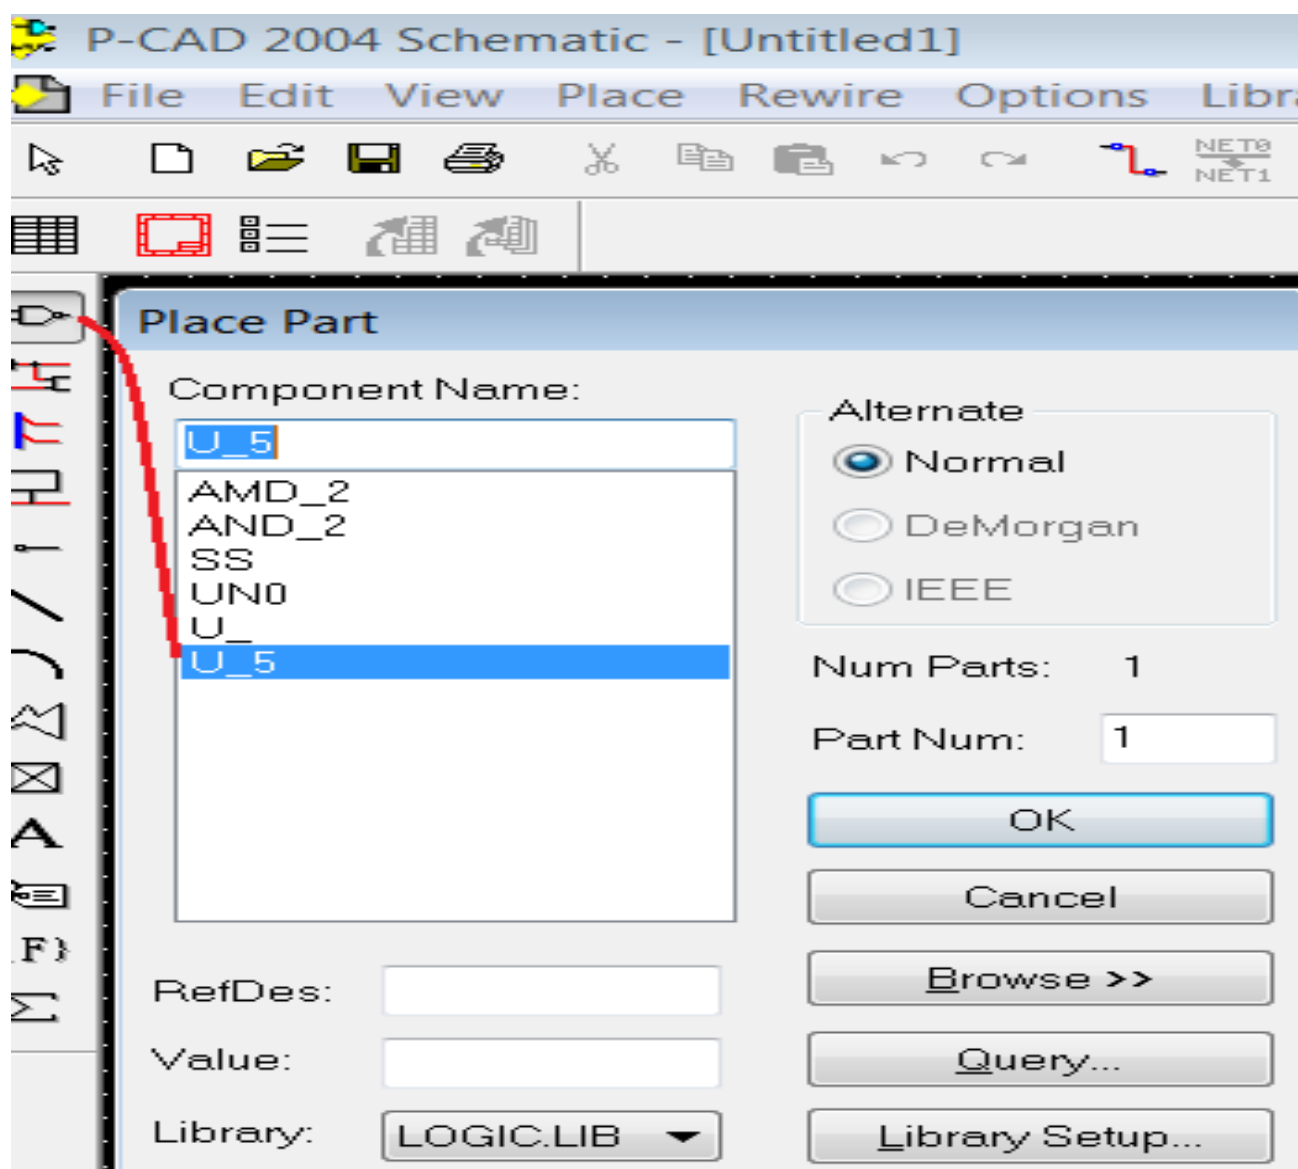 P-CAD 2004 Schematic - [Untitled1]
File Edit View Place Rewire Options Libr
NET0
NET1
Place Part
Component Name:
U_5
AMD_2
AND_2
SS
UN0
U_
U_5
Alternate
Normal
DeMorgan
IEEE
Num Parts: 1
Part Num: 1
OK
Cancel
Browse >>
Query...
Library Setup...
RefDes:
Value:
Library: LOGIC.LIB
A
F}